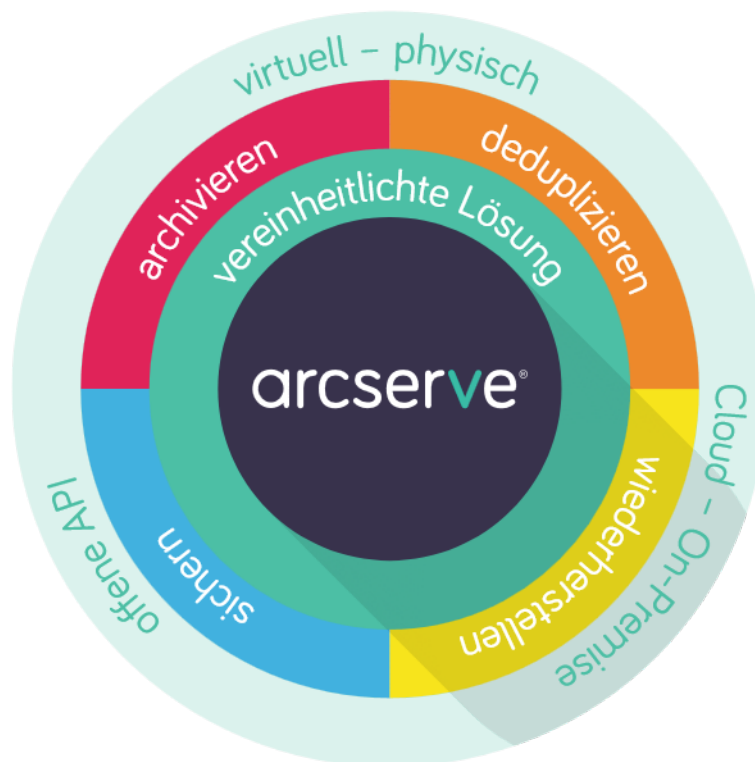 virtuell – physisch
archivieren
deduplizieren
vereinheitlichte Lösung
arcserve®
Cloud – On-Premise
offene API
sichern
wiederherstellen